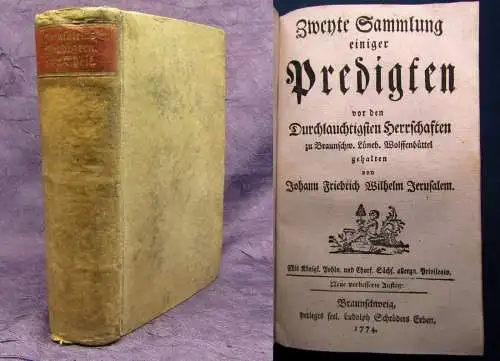 Zweyte Sammlung
einiger
Predigten
vor den
Durchlauchtigsten Herrschaften
zu Braunschw. Lüneb. Wolffenbüttel
gehalten
von
Johann Friedrich Wilhelm Jerusalem.
Mit Königl. Pohln. und Churf. Sächs. allergn. Privilegio.
Neue verbesserte Auflage.
Braunschweig,
verlegts seel. Ludolph Schröders Erben,
1774.